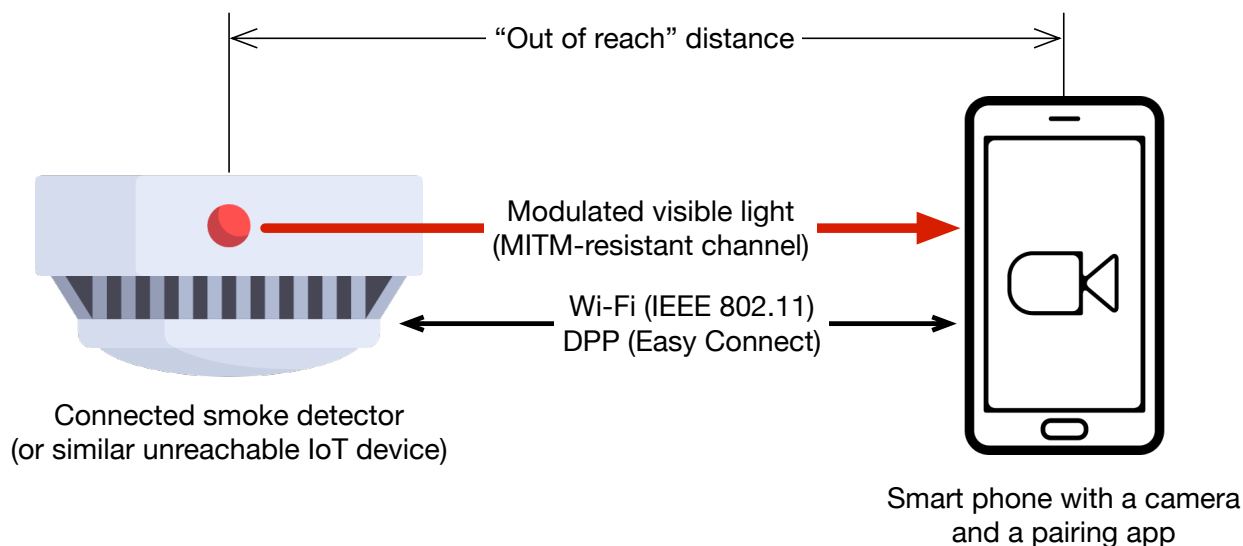 “Out of reach” distance
Modulated visible light
(MITM-resistant channel)
Wi-Fi (IEEE 802.11)
DPP (Easy Connect)
Connected smoke detector
(or similar unreachable IoT device)
Smart phone with a camera
and a pairing app